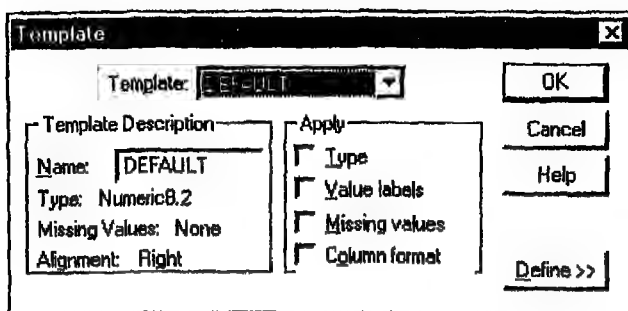 Template
Template: DEFAULT
OK
Template Description
Name: DEFAULT
Type: Numeric8.2
Missing Values: None
Alignment: Right
Apply
Type
Value labels
Missing values
Column format
Cancel
Help
Define >>